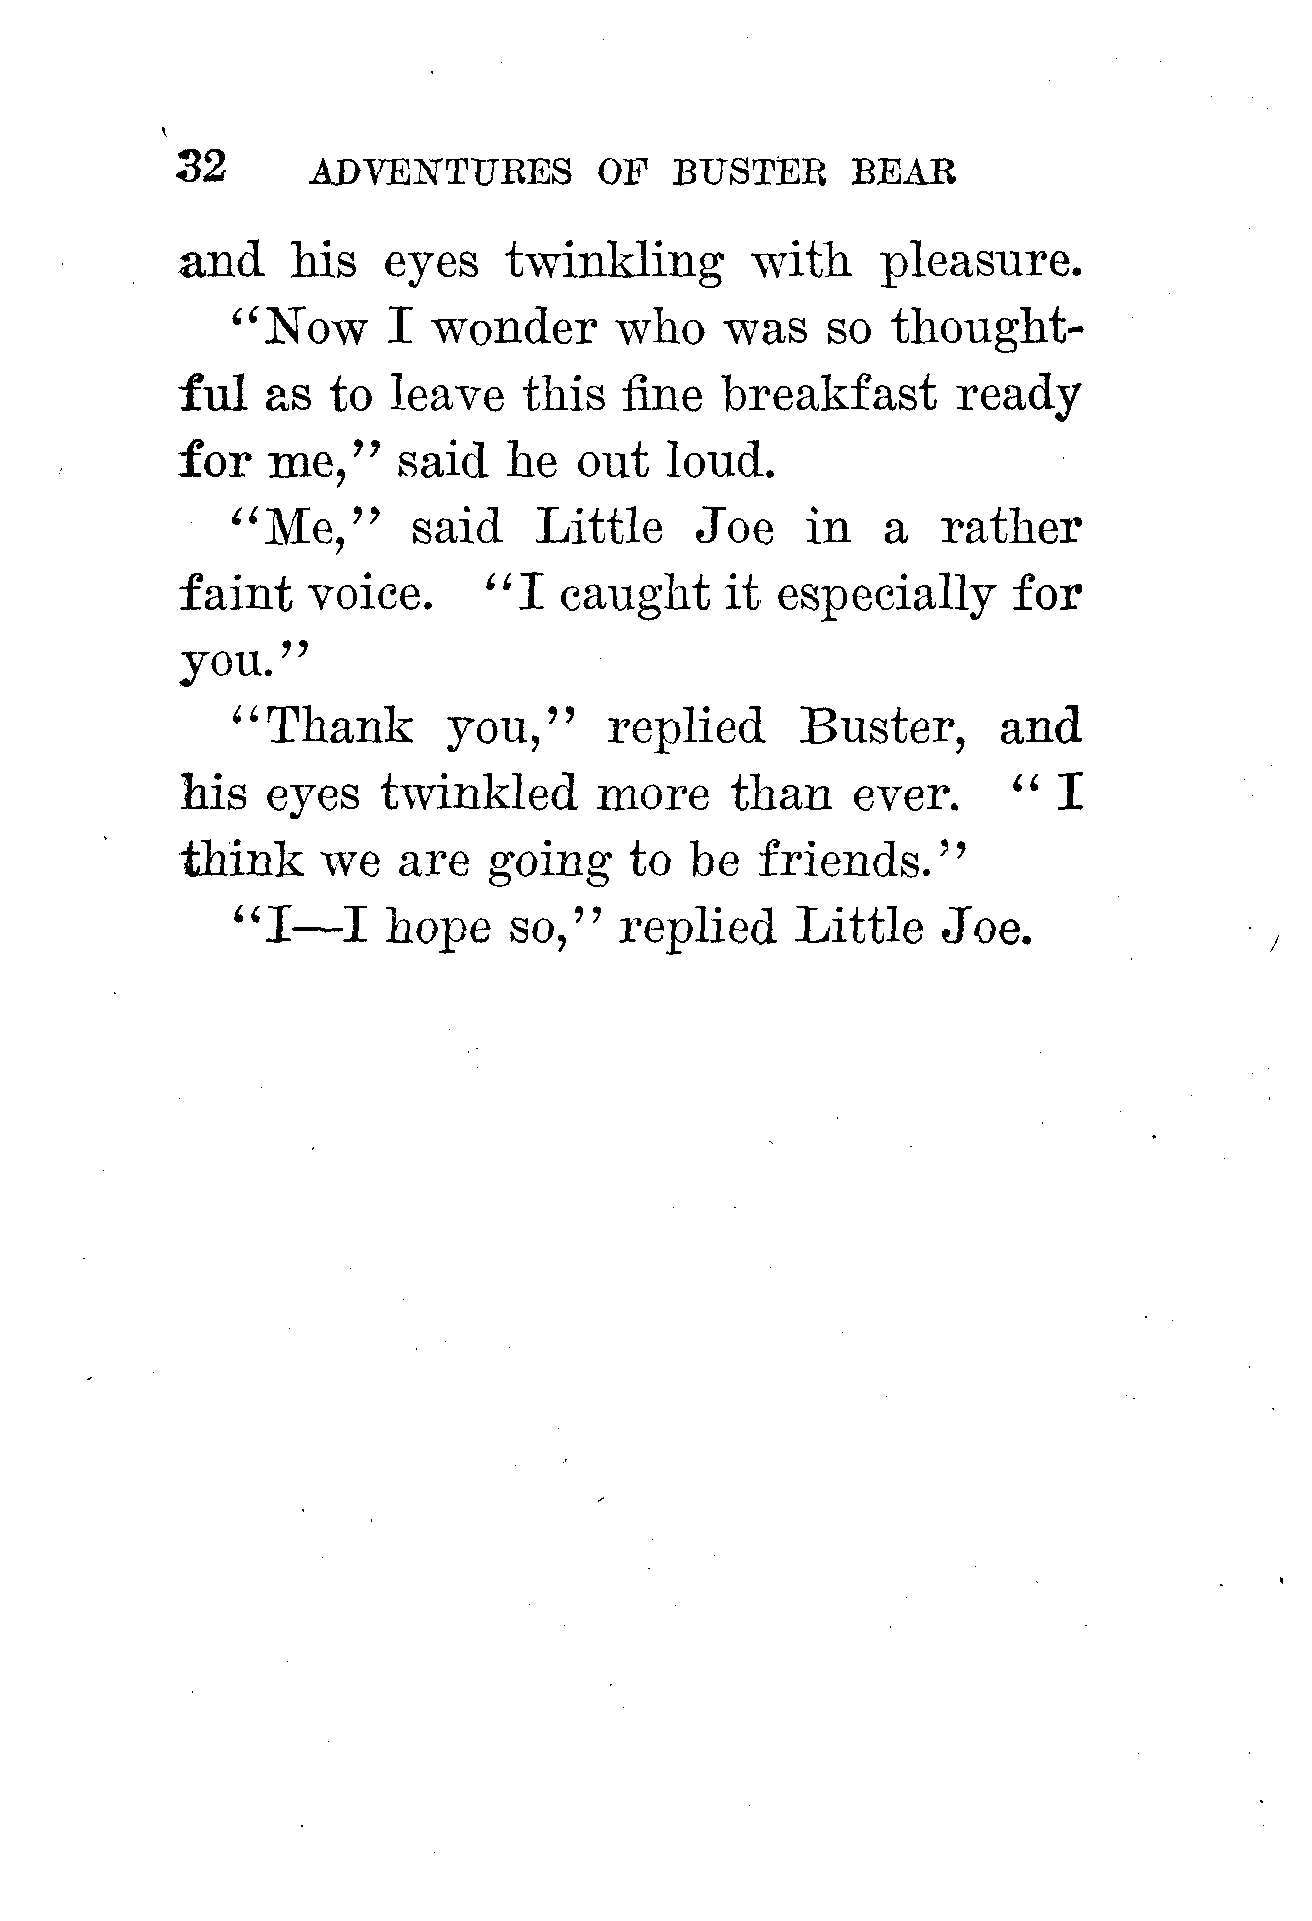 32 ADVENTURES OF BUSTER BEAR
and his eyes twinkling with pleasure.
"Now I wonder who was so thought-
ful as to leave this fine breakfast ready
for me," said he out loud.
"Me," said Little Joe in a rather
faint voice. "I caught it especially for
you."
"Thank you," replied Buster, and
his eyes twinkled more than ever. " I
think we are going to be friends."
"I—I hope so," replied Little Joe.